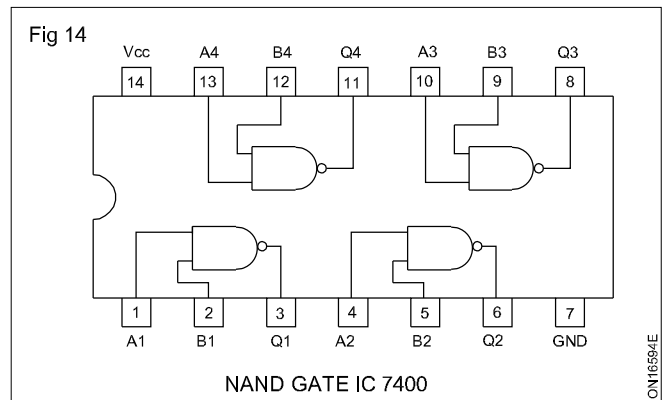 Fig 14
Vcc A4 B4 Q4 A3 B3 Q3
14 13 12 11 10 9 8
1 2 3 4 5 6 7
A1 B1 Q1 A2 B2 Q2 GND
NAND GATE IC 7400
ON16594E